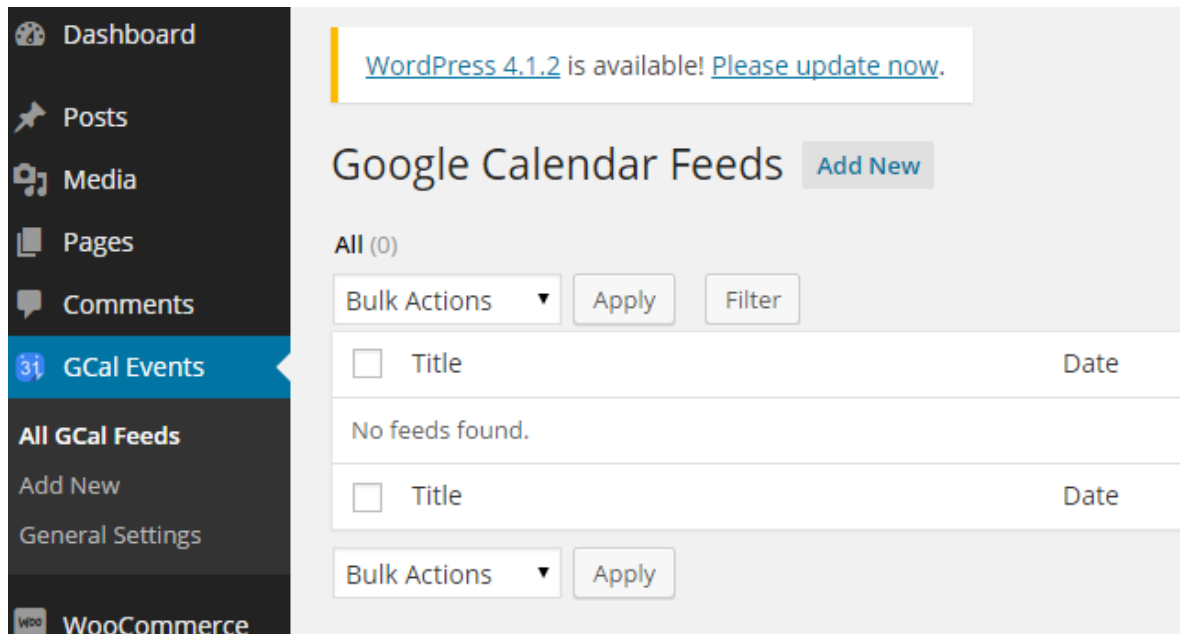 Dashboard
Posts
Media
Pages
Comments
31
GCal Events
All GCal Feeds
Add New
General Settings
WOO
WooCommerce
WordPress 4.1.2 is available! Please update now.
Google Calendar Feeds Add New
All (0)
Bulk Actions Apply Filter
Title Date
No feeds found.
Title Date
Bulk Actions Apply